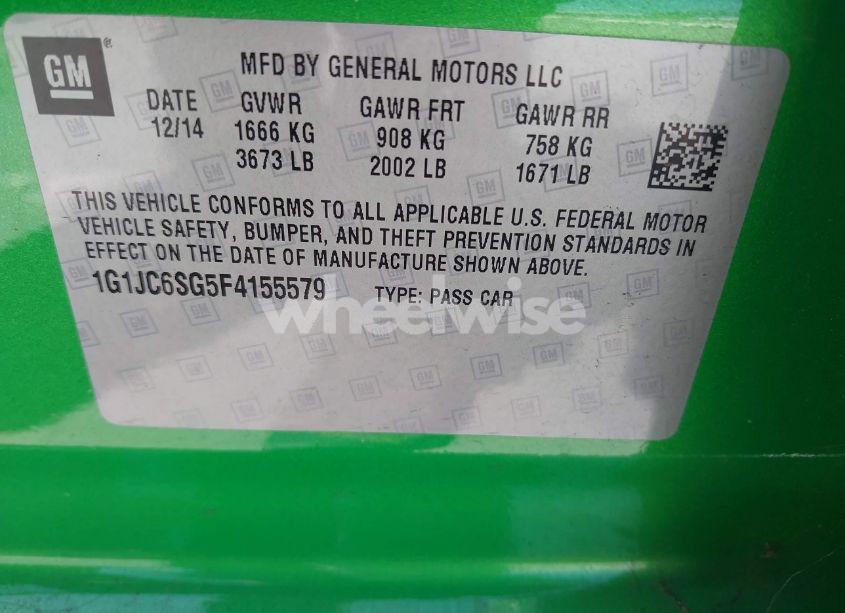 GM
MFD BY GENERAL MOTORS LLC
DATE GVWR GAWR FRT GAWR RR
12/14 1666 KG 908 KG 758 KG
3673 LB 2002 LB 1671 LB
THIS VEHICLE CONFORMS TO ALL APPLICABLE U.S. FEDERAL MOTOR
VEHICLE SAFETY, BUMPER, AND THEFT PREVENTION STANDARDS IN
EFFECT ON THE DATE OF MANUFACTURE SHOWN ABOVE.
1G1JC6SG5F4155579 TYPE: PASS CAR
wheelwise